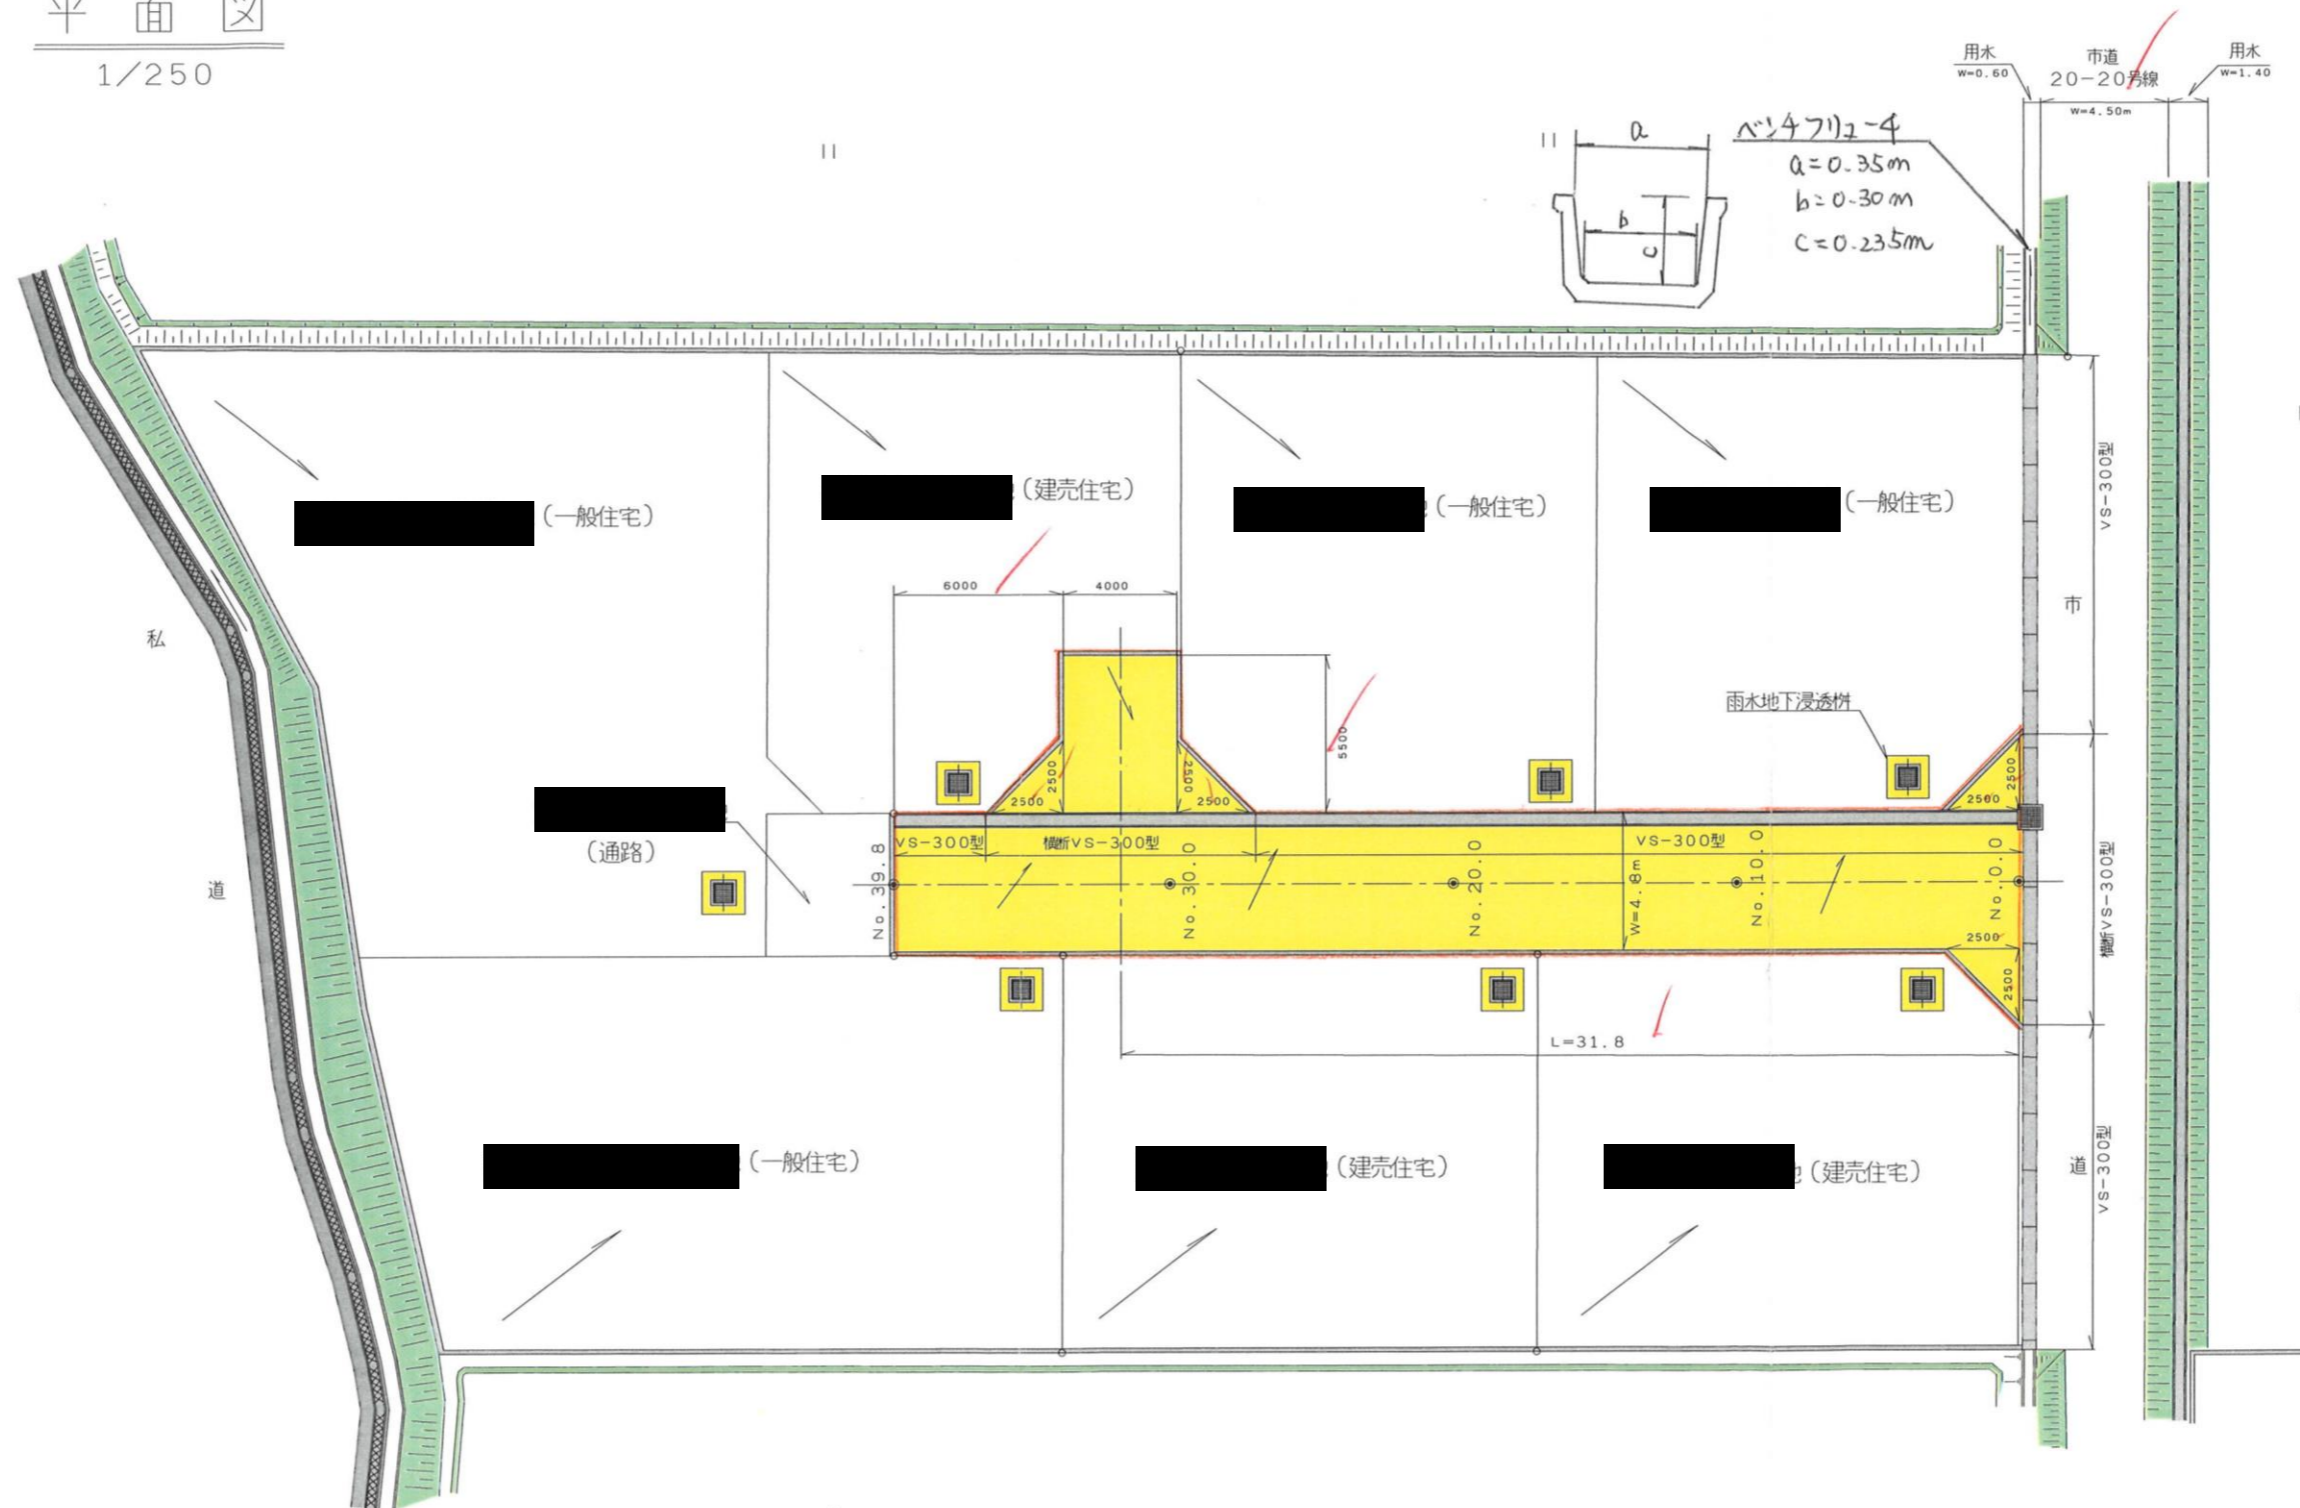 平面図
1/250
用水
W=0.60
市道
20-20号線
W=4.50m
用水
W=1.40
ベンチフリューム
a=0.35m
b=0.30m
c=0.235m
a
b
c
(一般住宅)
(建売住宅)
(一般住宅)
(一般住宅)
VS-300型
6000
4000
5500
私
市
雨水地下浸透桝
2500
2500
2500
2500
2500
2500
(通路)
VS-300型
横断VS-300型
VS-300型
No.39.8
No.30.0
No.20.0
W=4.8m
No.10.0
No.0.0
横断VS-300型
道
2500
2500
L=31.8
(一般住宅)
(建売住宅)
(建売住宅)
道
VS-300型